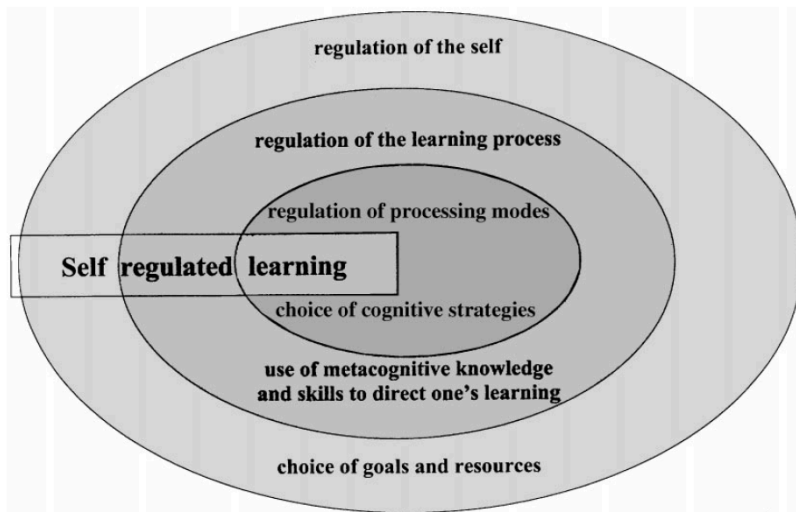 regulation of the self
regulation of the learning process
regulation of processing modes
Self regulated learning
choice of cognitive strategies
use of metacognitive knowledge
and skills to direct one's learning
choice of goals and resources